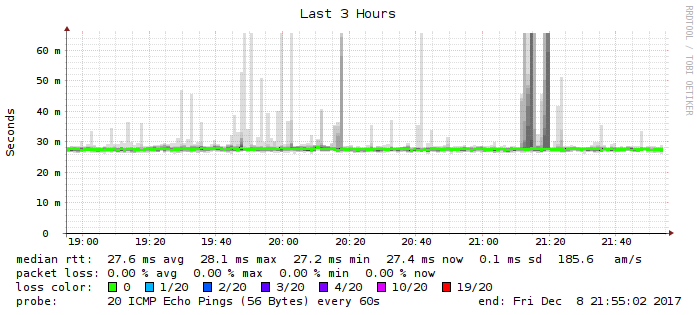 Last 3 Hours
RRDTOOL / TOBI OETIKER
Seconds
60 m
50 m
40 m
30 m
20 m
10 m
0
19:00 19:20 19:40 20:00 20:20 20:40 21:00 21:20 21:40
median rtt: 27.6 ms avg 28.1 ms max 27.2 ms min 27.4 ms now 0.1 ms sd 185.6 am/s
packet loss: 0.00 % avg 0.00 % max 0.00 % min 0.00 % now
loss color: 0 1/20 2/20 3/20 4/20 10/20 19/20
probe: 20 ICMP Echo Pings (56 Bytes) every 60s end: Fri Dec 8 21:55:02 2017